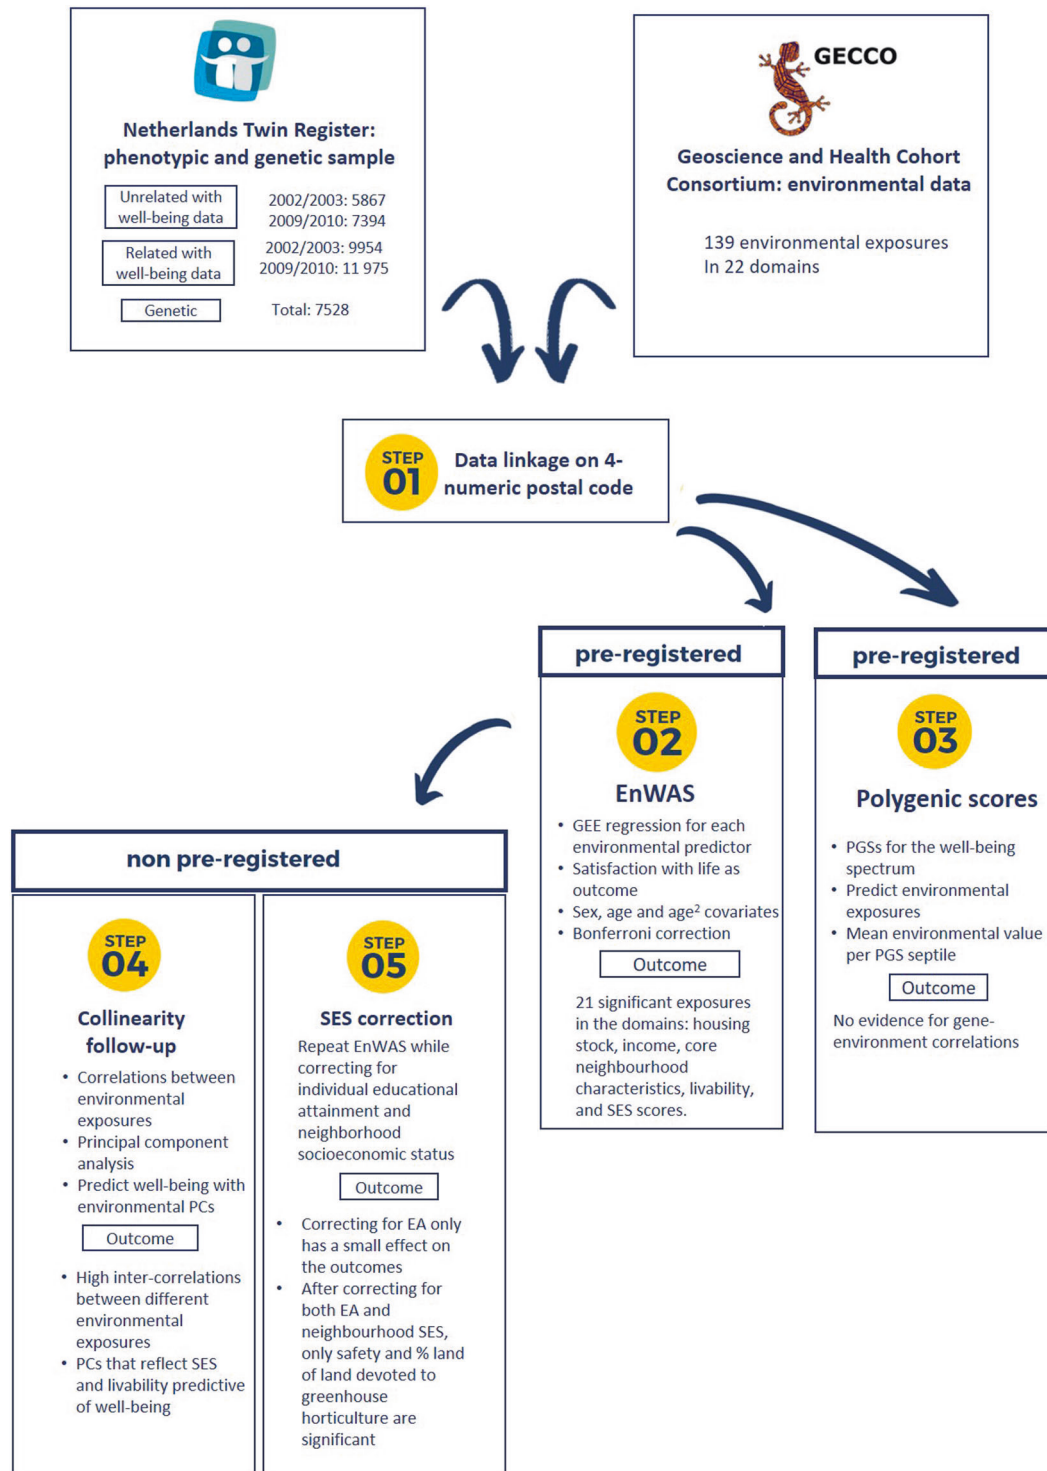 Netherlands Twin Register:
phenotypic and genetic sample
Unrelated with
well-being data
2002/2003: 5867
2009/2010: 7394
Related with
well-being data
2002/2003: 9954
2009/2010: 11 975
Genetic
Total: 7528
GECCO
Geoscience and Health Cohort
Consortium: environmental data
139 environmental exposures
In 22 domains
STEP
01
Data linkage on 4-
numeric postal code
pre-registered
STEP
02
EnWAS
• GEE regression for each
environmental predictor
• Satisfaction with life as
outcome
• Sex, age and age² covariates
• Bonferroni correction
Outcome
21 significant exposures
in the domains: housing
stock, income, core
neighbourhood
characteristics, livability,
and SES scores.
pre-registered
STEP
03
Polygenic scores
• PGSs for the well-being
spectrum
• Predict environmental
exposures
• Mean environmental value
per PGS septile
Outcome
No evidence for gene-
environment correlations
non pre-registered
STEP
04
Collinearity
follow-up
• Correlations between
environmental
exposures
• Principal component
analysis
• Predict well-being with
environmental PCs
Outcome
• High inter-correlations
between different
environmental
exposures
• PCs that reflect SES
and livability predictive
of well-being
STEP
05
SES correction
Repeat EnWAS while
correcting for
individual educational
attainment and
neighborhood
socioeconomic status
Outcome
• Correcting for EA only
has a small effect on
the outcomes
• After correcting for
both EA and
neighbourhood SES,
only safety and % land
of land devoted to
greenhouse
horticulture are
significant